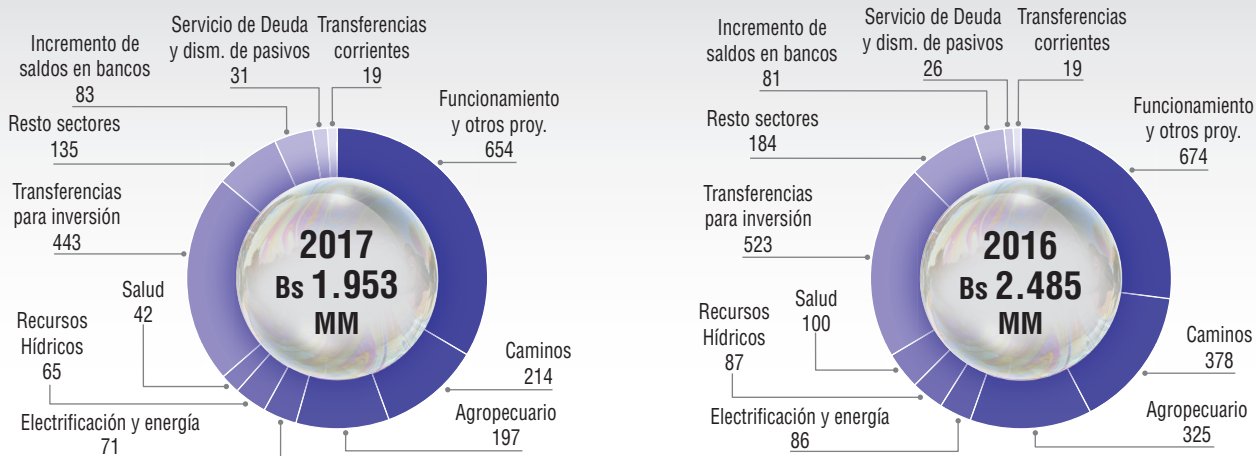 Servicio de Deuda
y dism. de pasivos
31
Transferencias
corrientes
19
Incremento de
saldos en bancos
83
Funcionamiento
y otros proy.
654
Resto sectores
135
Transferencias
para inversión
443
2017
Bs 1.953
MM
Salud
42
Recursos
Hídricos
65
Caminos
214
Electrificación y energía
71
Agropecuario
197
Servicio de Deuda
y dism. de pasivos
26
Transferencias
corrientes
19
Incremento de
saldos en bancos
81
Funcionamiento
y otros proy.
674
Resto sectores
184
Transferencias
para inversión
523
2016
Bs 2.485
MM
Salud
100
Recursos
Hídricos
87
Caminos
378
Electrificación y energía
86
Agropecuario
325